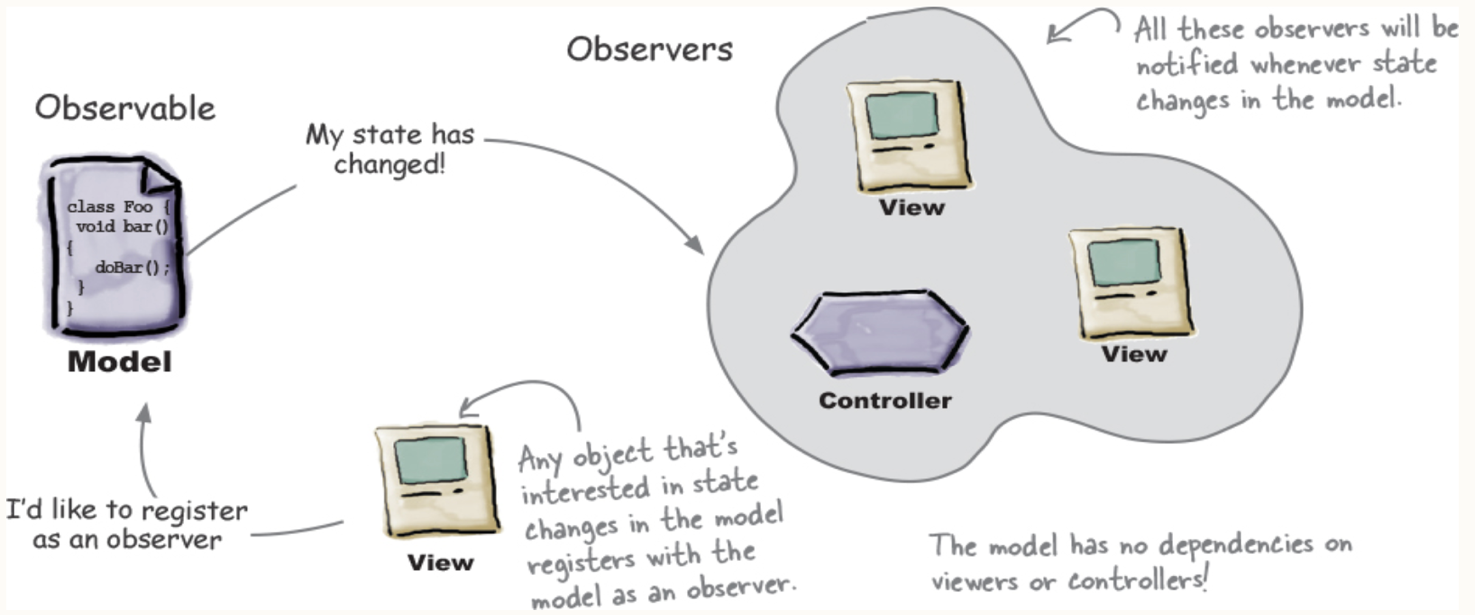 Observers
All these observers will be
notified whenever state
changes in the model.
Observable
My state has
changed!
class Foo {
void bar()
{
doBar();
}
}
Model
View
View
Controller
I'd like to register
as an observer
View
Any object that's
interested in state
changes in the model
registers with the
model as an observer.
The model has no dependencies on
viewers or controllers!